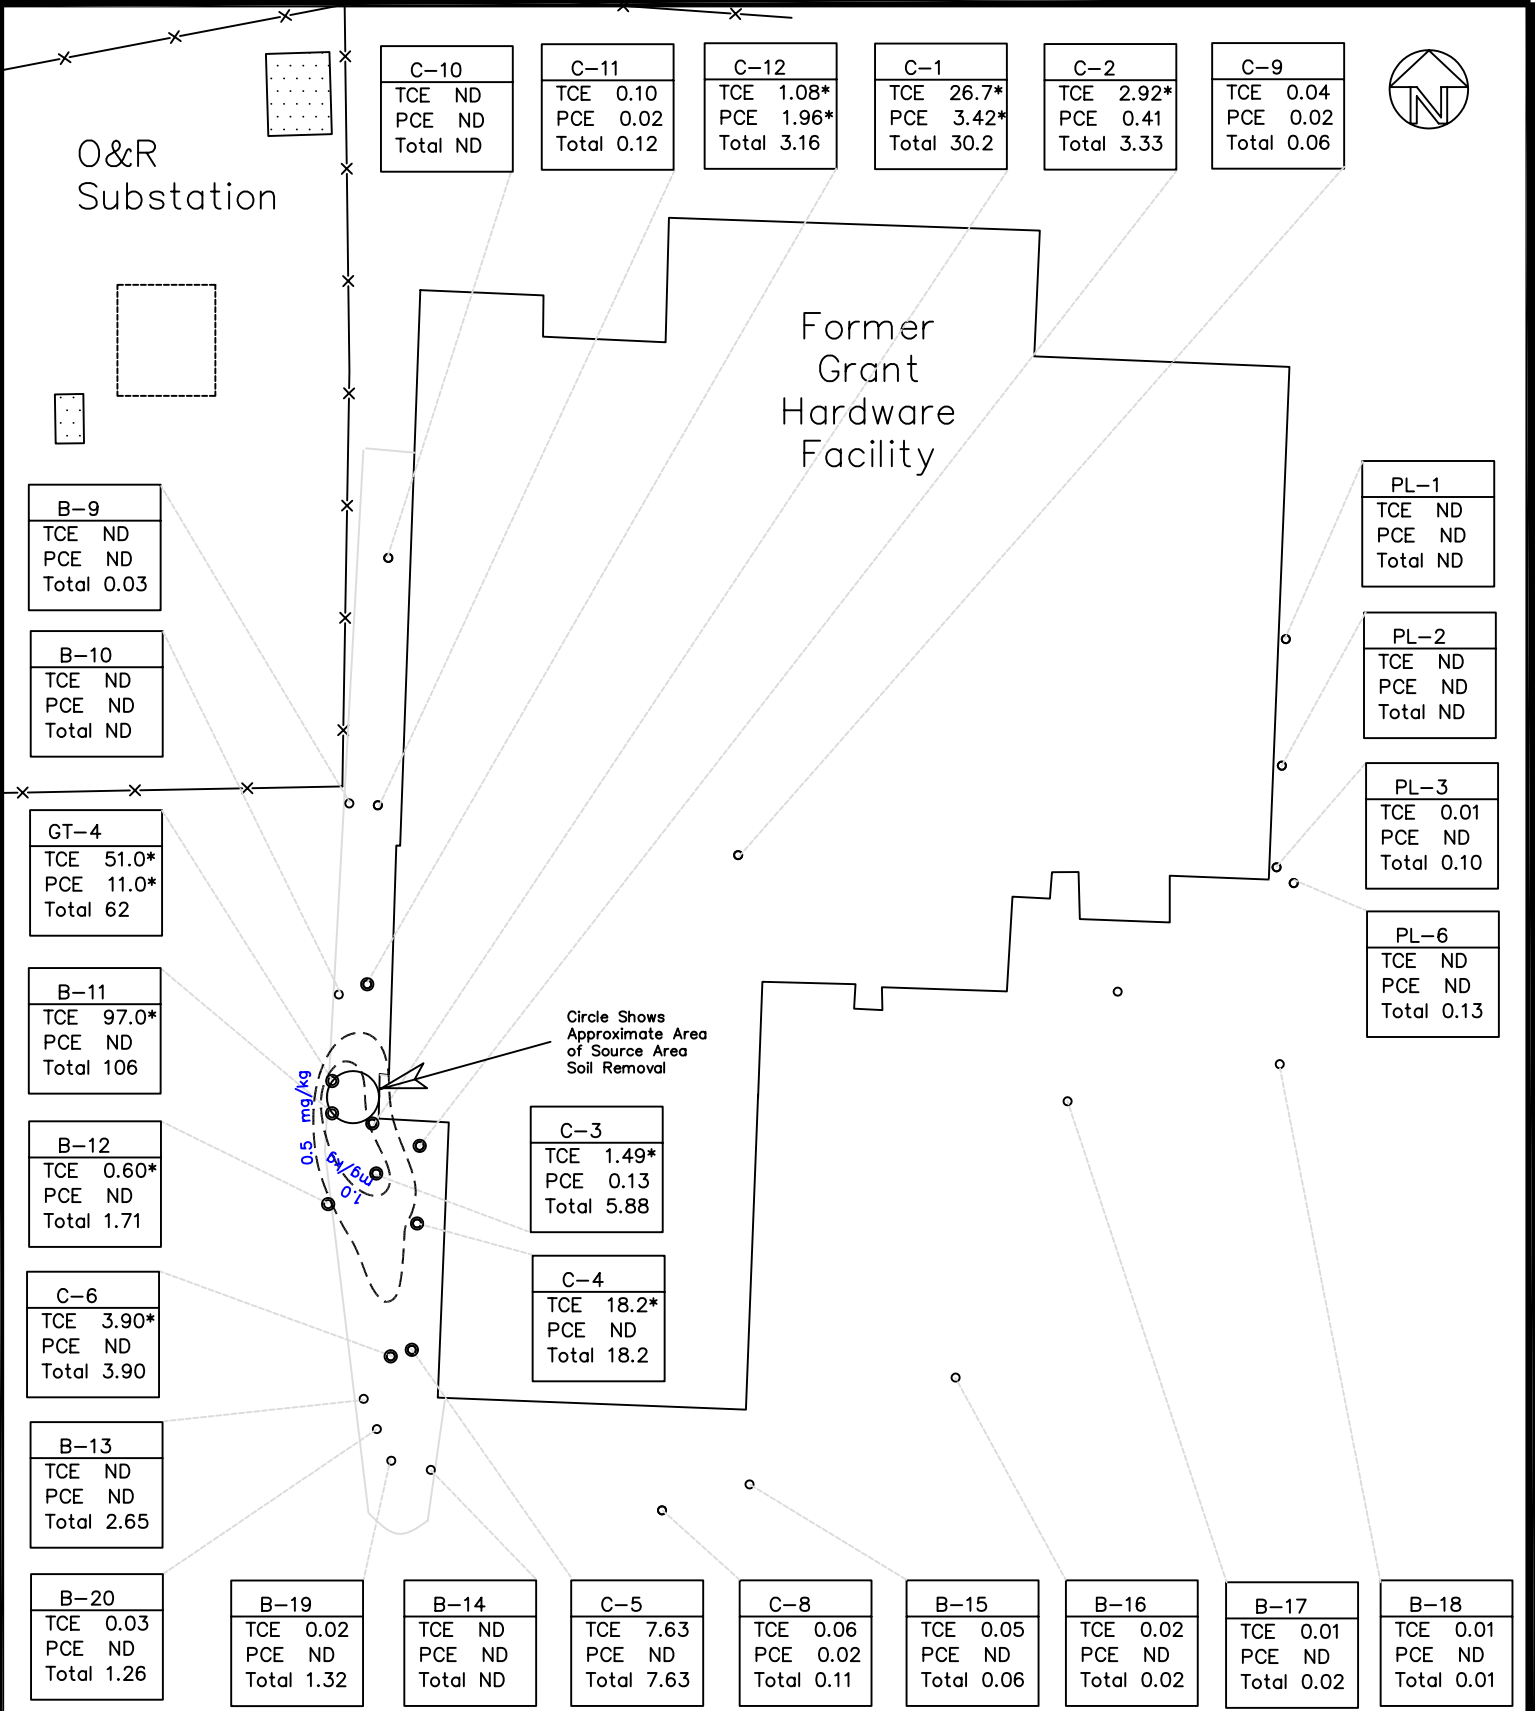 C-10
TCE ND
PCE ND
Total ND
C-11
TCE 0.10
PCE 0.02
Total 0.12
C-12
TCE 1.08*
PCE 1.96*
Total 3.16
C-1
TCE 26.7*
PCE 3.42*
Total 30.2
C-2
TCE 2.92*
PCE 0.41
Total 3.33
C-9
TCE 0.04
PCE 0.02
Total 0.06
N
O&R
Substation
Former
Grant
Hardware
Facility
B-9
TCE ND
PCE ND
Total 0.03
B-10
TCE ND
PCE ND
Total ND
GT-4
TCE 51.0*
PCE 11.0*
Total 62
B-11
TCE 97.0*
PCE ND
Total 106
B-12
TCE 0.60*
PCE ND
Total 1.71
C-6
TCE 3.90*
PCE ND
Total 3.90
B-13
TCE ND
PCE ND
Total 2.65
B-20
TCE 0.03
PCE ND
Total 1.26
PL-1
TCE ND
PCE ND
Total ND
PL-2
TCE ND
PCE ND
Total ND
PL-3
TCE 0.01
PCE ND
Total 0.10
PL-6
TCE ND
PCE ND
Total 0.13
Circle Shows
Approximate Area
of Source Area
Soil Removal
0.5 mg/kg
1.0 mg/kg
C-3
TCE 1.49*
PCE 0.13
Total 5.88
C-4
TCE 18.2*
PCE ND
Total 18.2
B-19
TCE 0.02
PCE ND
Total 1.32
B-14
TCE ND
PCE ND
Total ND
C-5
TCE 7.63
PCE ND
Total 7.63
C-8
TCE 0.06
PCE 0.02
Total 0.11
B-15
TCE 0.05
PCE ND
Total 0.06
B-16
TCE 0.02
PCE ND
Total 0.02
B-17
TCE 0.01
PCE ND
Total 0.02
B-18
TCE 0.01
PCE ND
Total 0.01